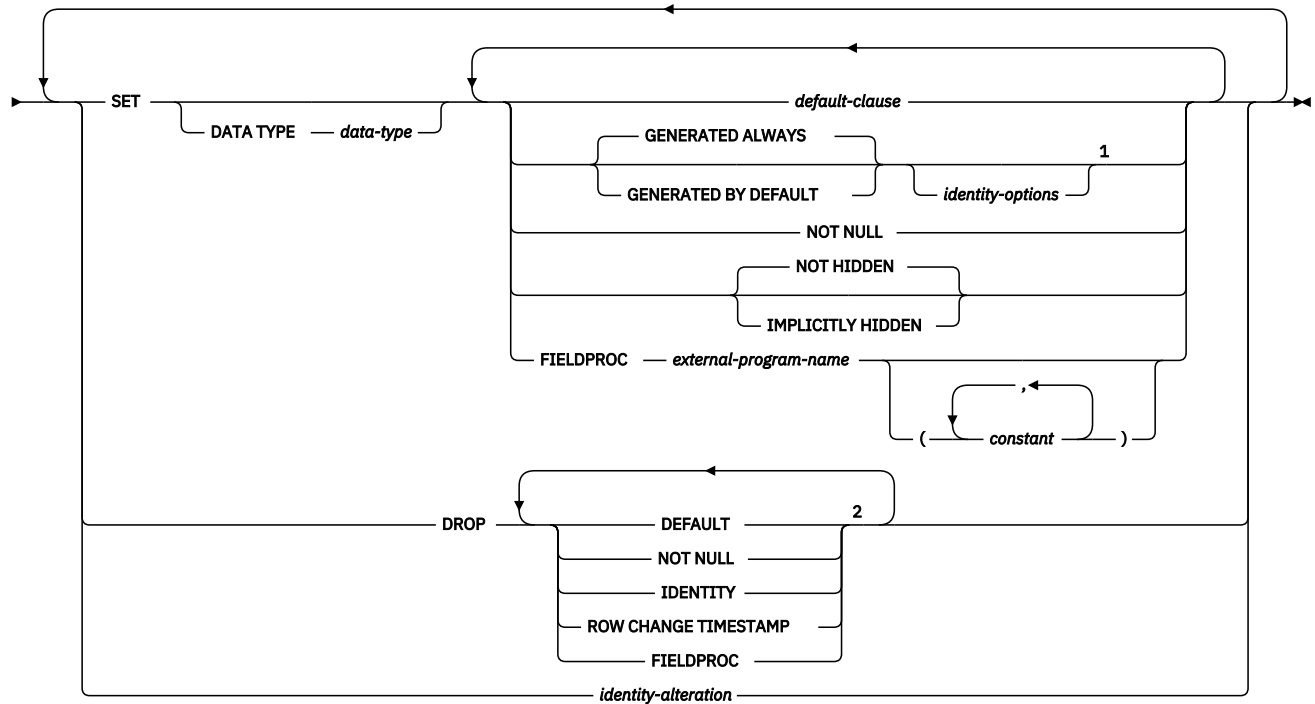 SET
default-clause
DATA TYPE data-type
GENERATED ALWAYS
1
GENERATED BY DEFAULT
identity-options
NOT NULL
NOT HIDDEN
IMPLICITLY HIDDEN
FIELDPROC external-program-name
,
( constant )
DROP
DEFAULT
2
NOT NULL
IDENTITY
ROW CHANGE TIMESTAMP
FIELDPROC
identity-alteration